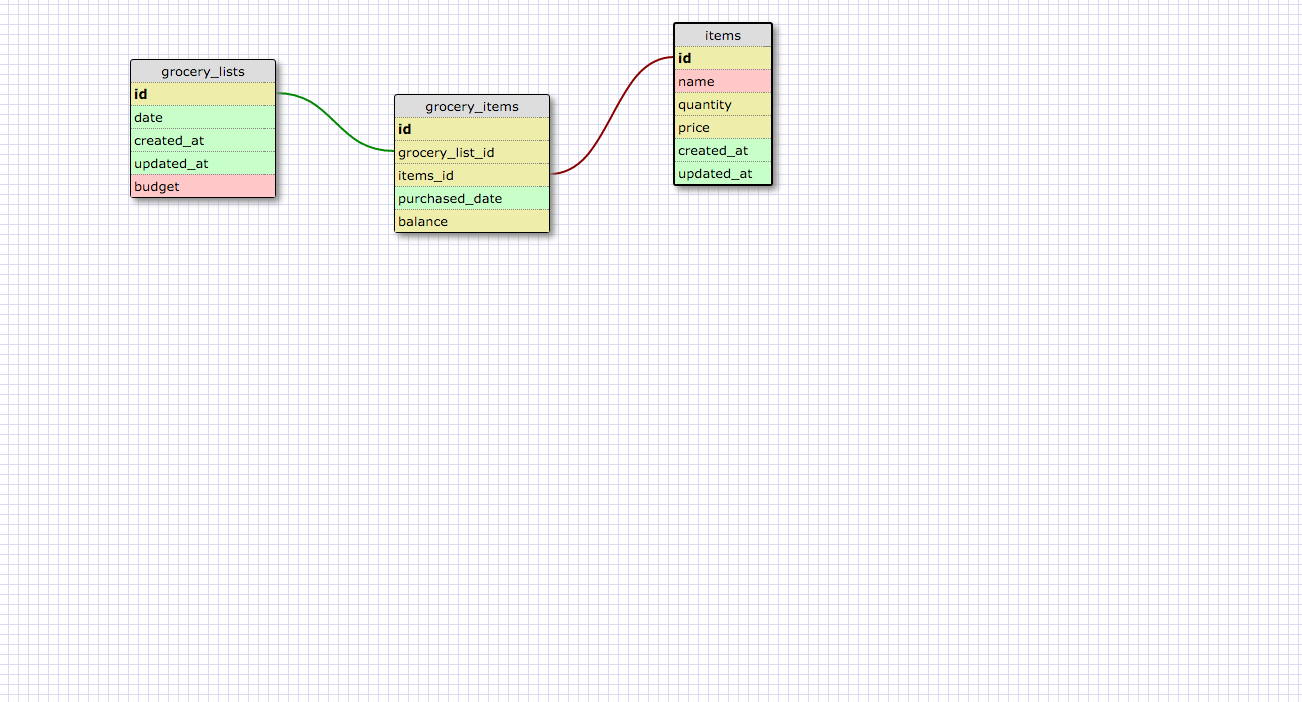 grocery_lists
id
date
created_at
updated_at
budget
grocery_items
id
grocery_list_id
items_id
purchased_date
balance
items
id
name
quantity
price
created_at
updated_at